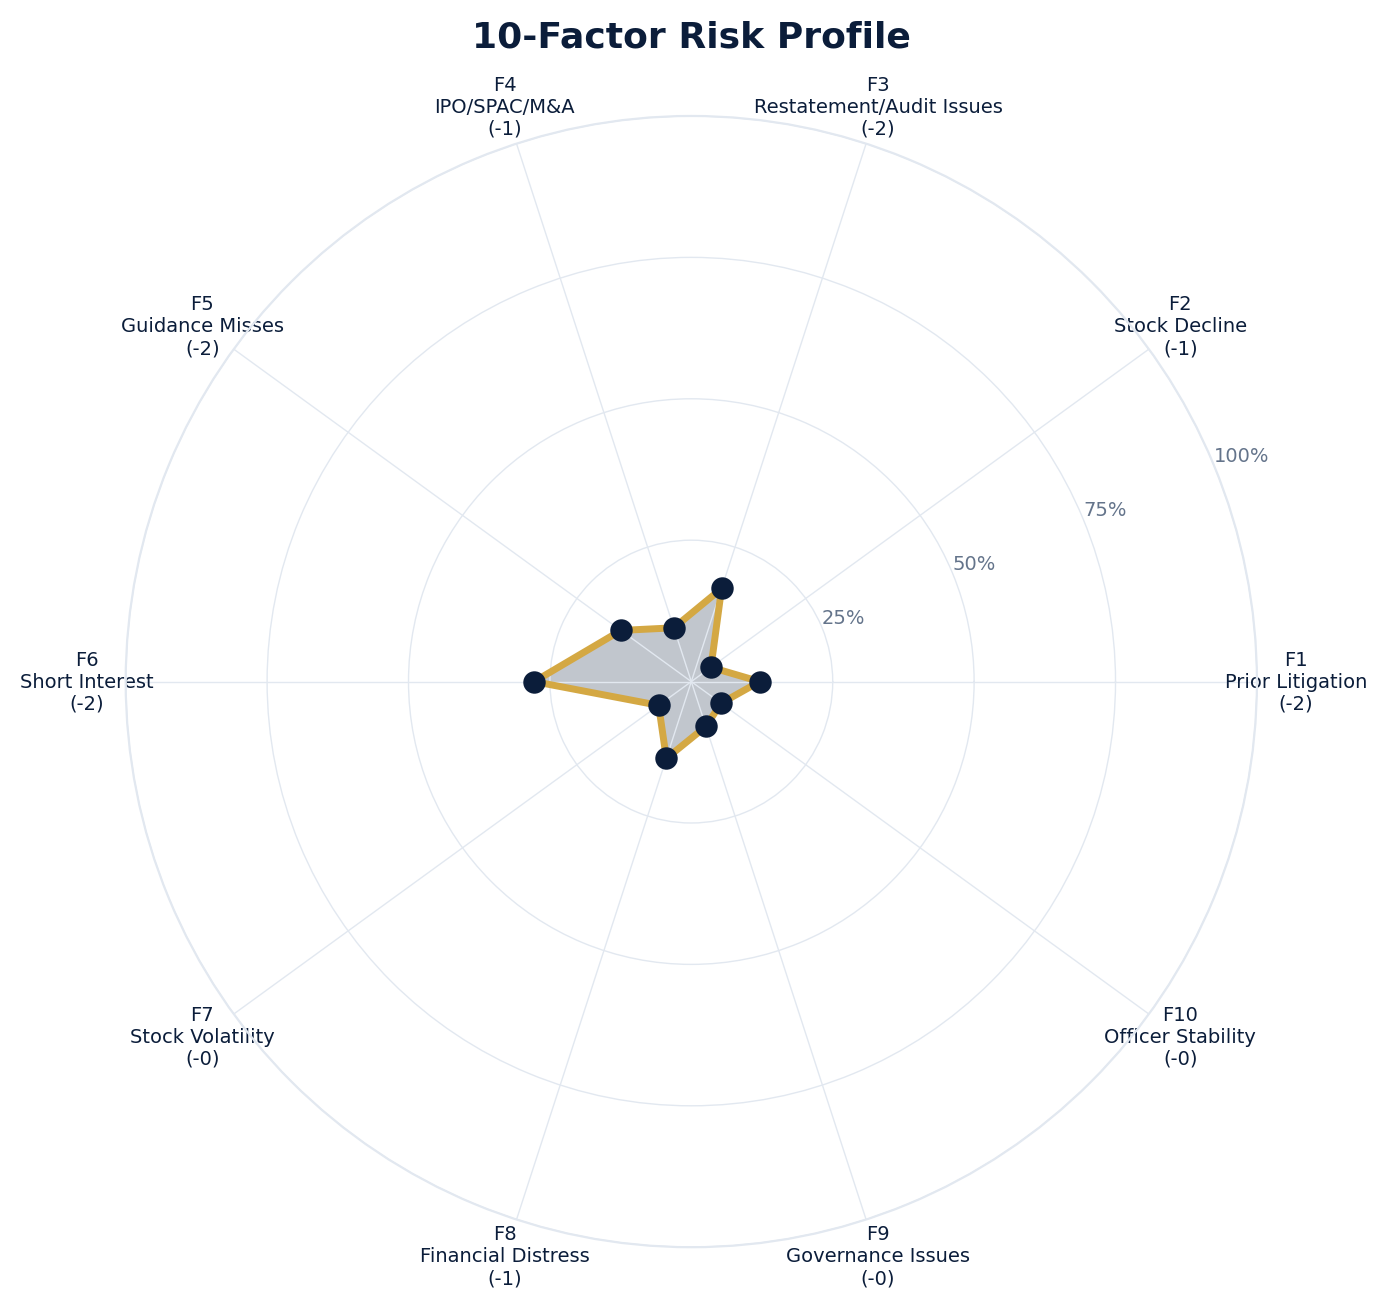 10-Factor Risk Profile
F4
IPO/SPAC/M&A
(-1)
F3
Restatement/Audit Issues
(-2)
F5
Guidance Misses
(-2)
F2
Stock Decline
(-1)
100%
75%
50%
25%
F6
Short Interest
(-2)
F1
Prior Litigation
(-2)
F7
Stock Volatility
(-0)
F10
Officer Stability
(-0)
F8
Financial Distress
(-1)
F9
Governance Issues
(-0)